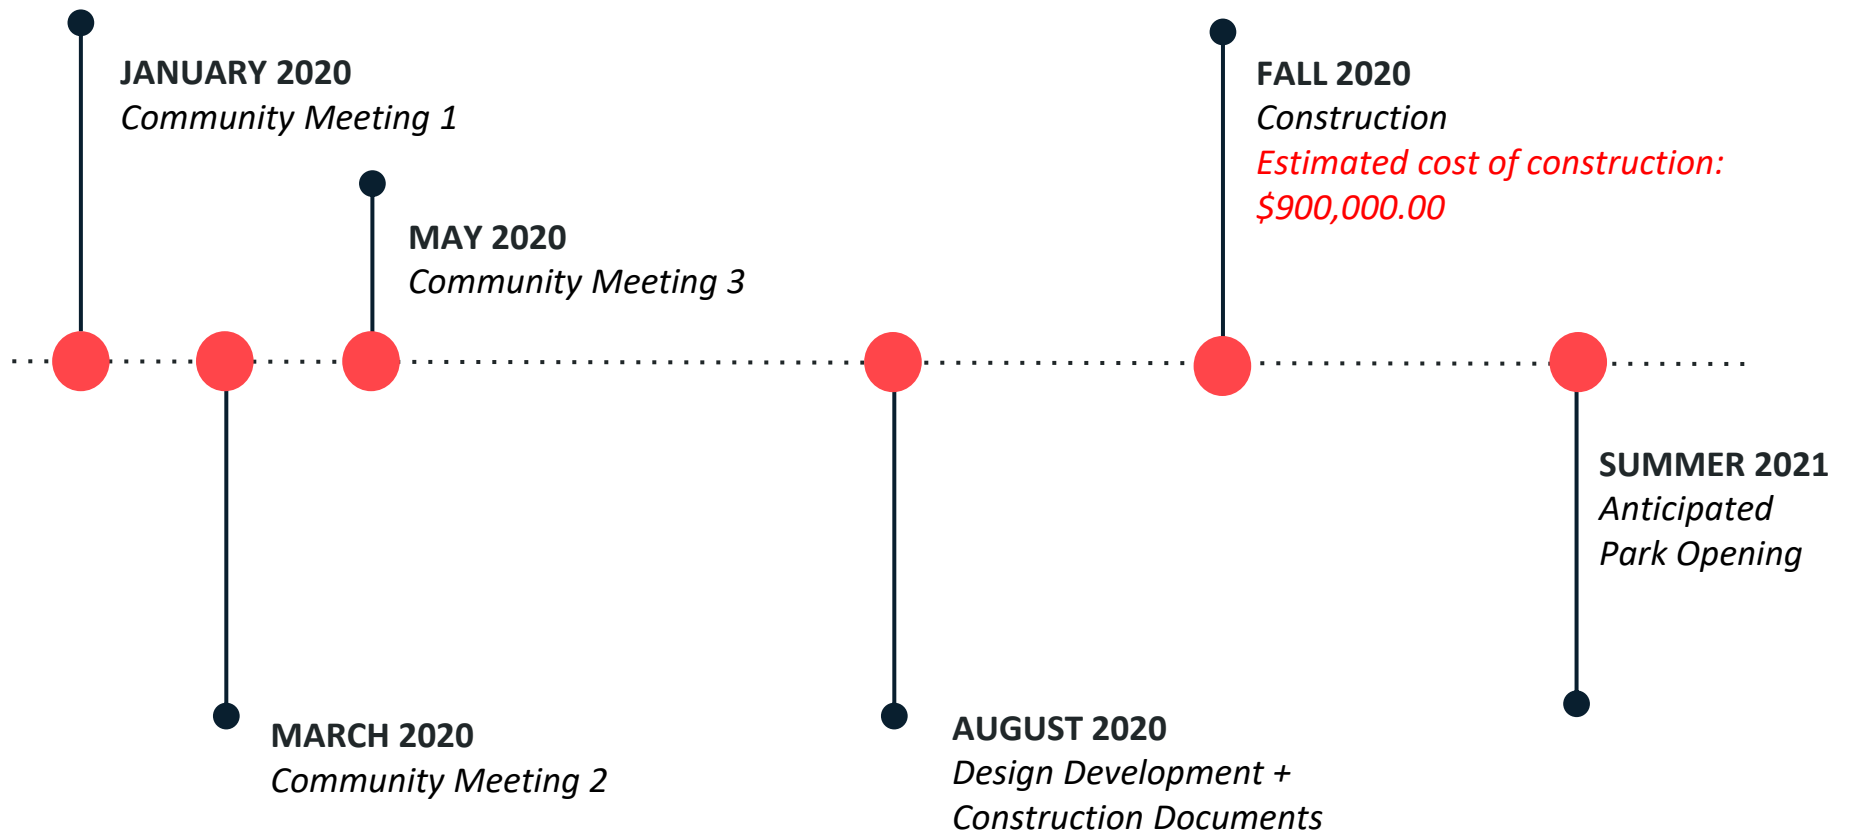 JANUARY 2020
Community Meeting 1
MARCH 2020
Community Meeting 2
MAY 2020
Community Meeting 3
AUGUST 2020
Design Development +
Construction Documents
FALL 2020
Construction
Estimated cost of construction:
$900,000.00
SUMMER 2021
Anticipated
Park Opening